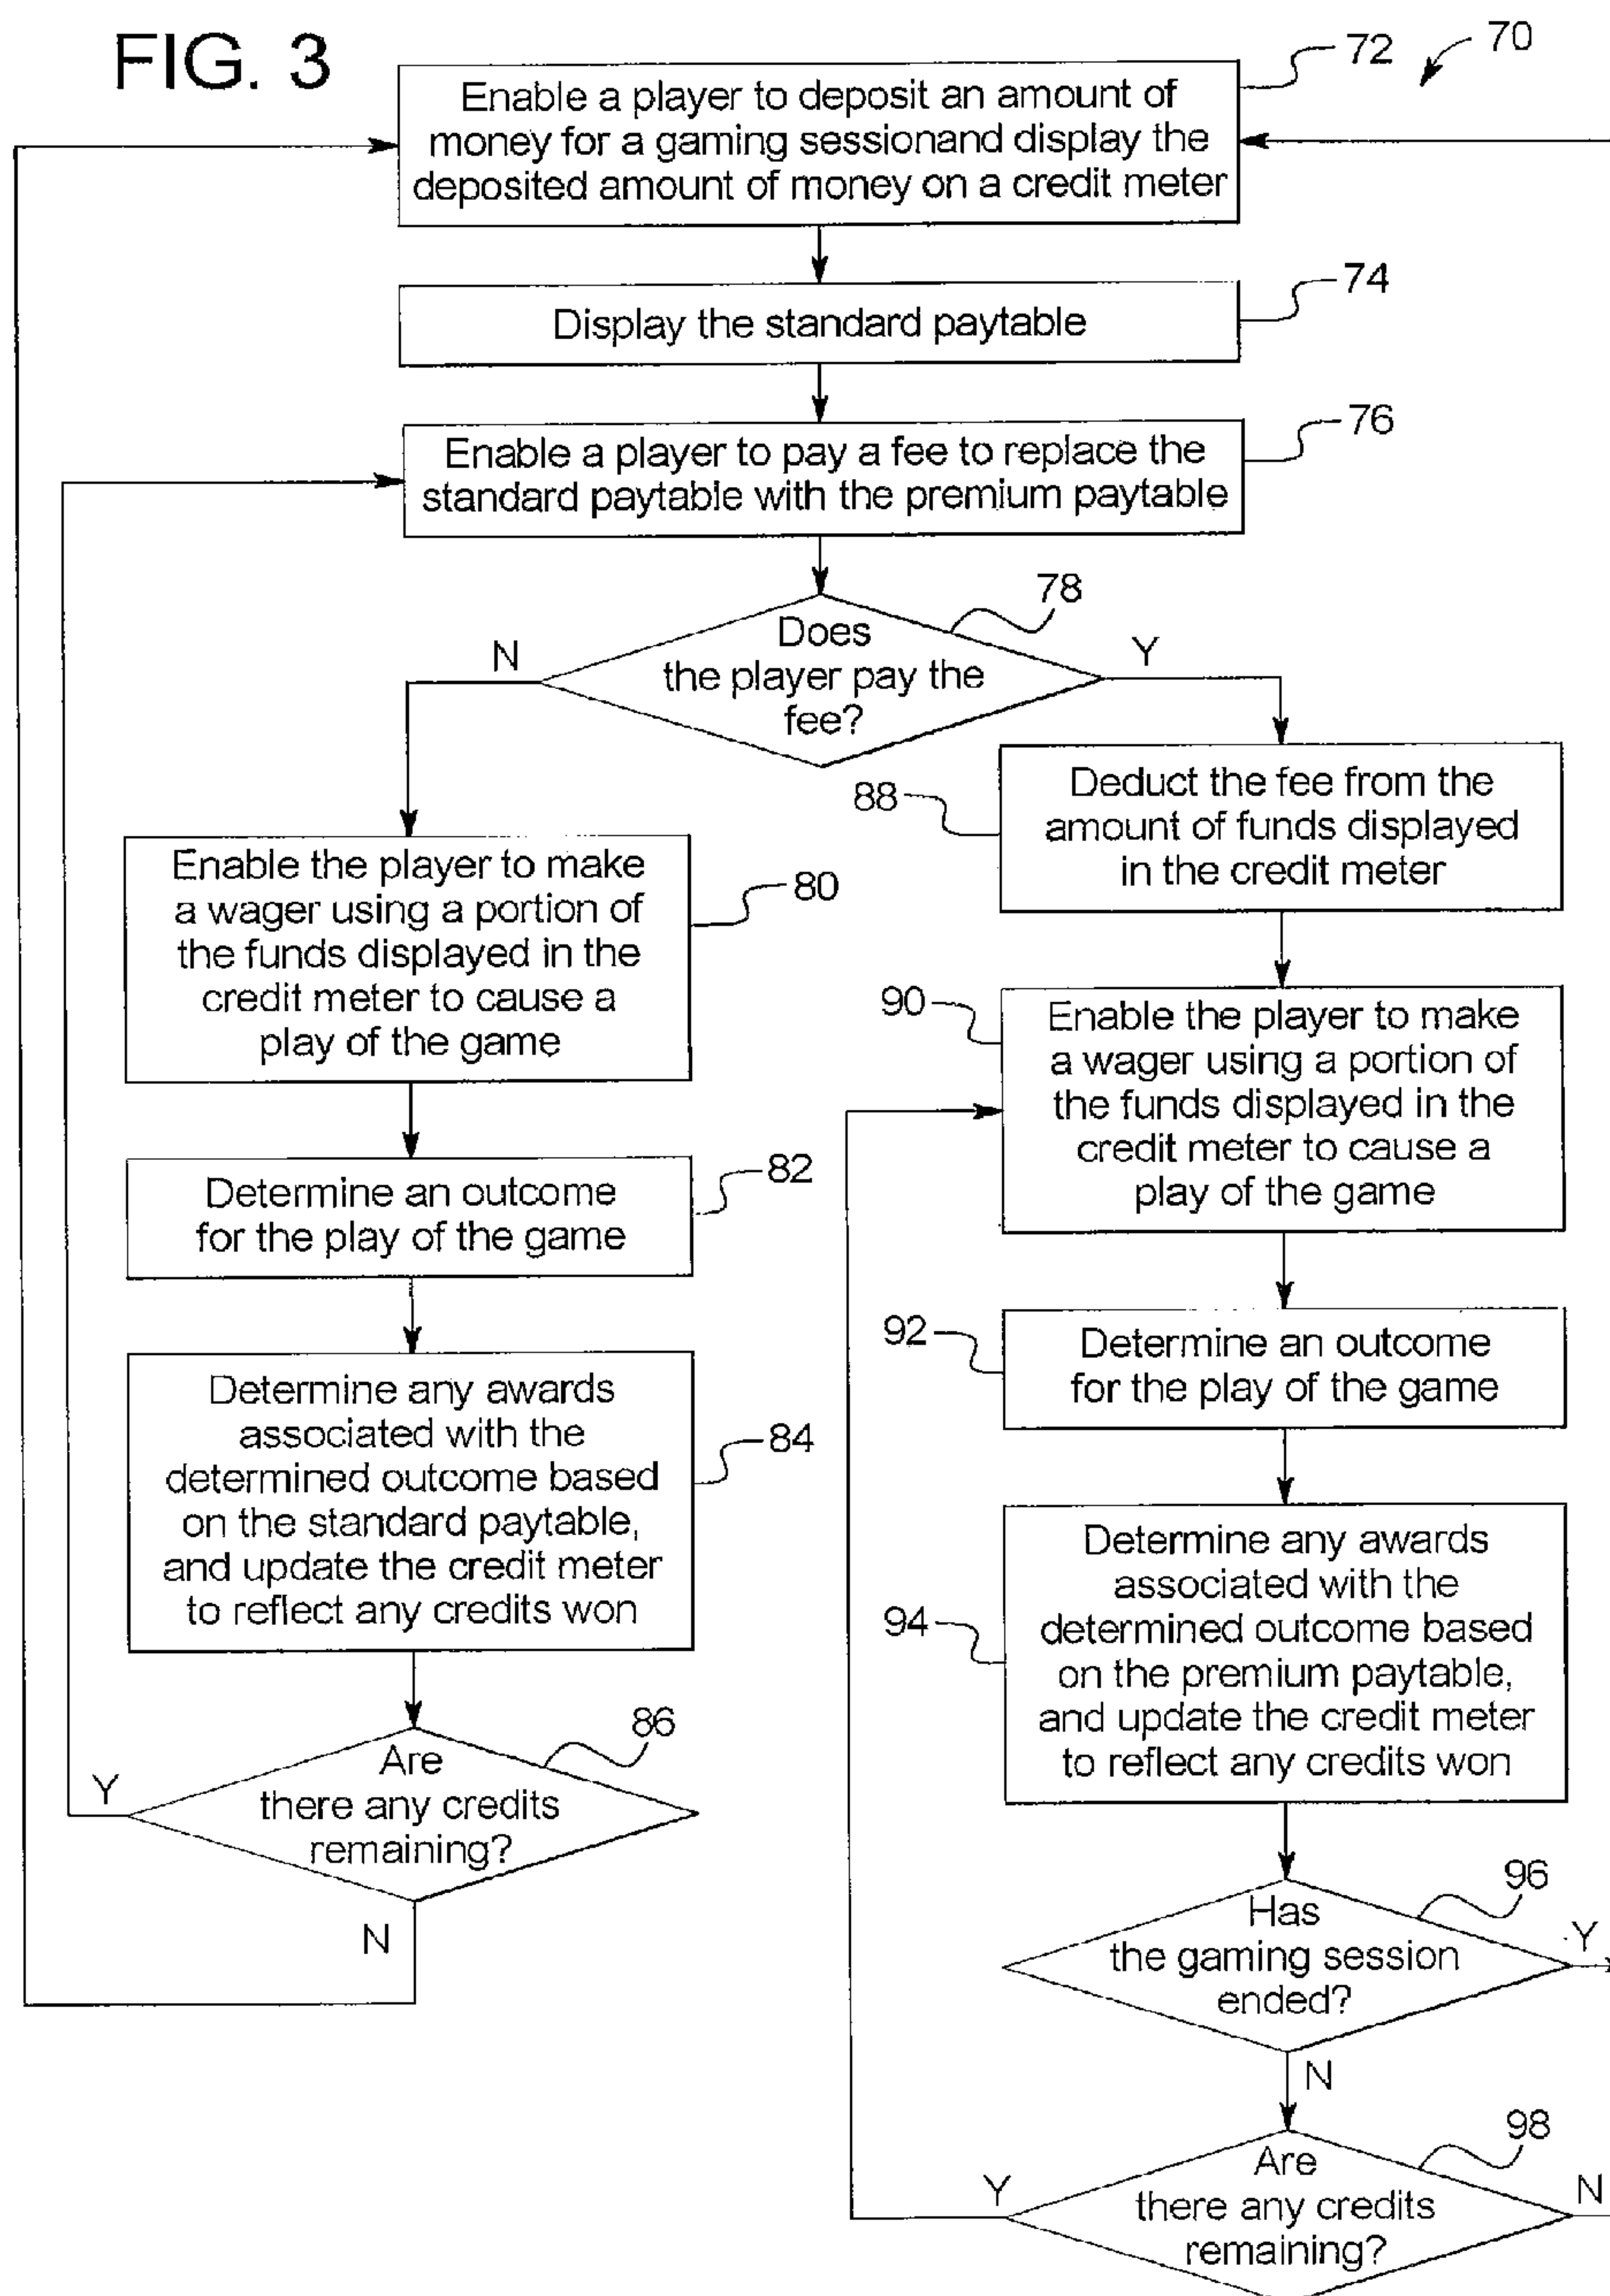 FIG. 3
70
72
Enable a player to deposit an amount of
money for a gaming sessionand display the
deposited amount of money on a credit meter
74
Display the standard paytable
76
Enable a player to pay a fee to replace the
standard paytable with the premium paytable
78
Does
the player pay the
fee?
N
Y
80
Enable the player to make
a wager using a portion of
the funds displayed in the
credit meter to cause a
play of the game
82
Determine an outcome
for the play of the game
84
Determine any awards
associated with the
determined outcome based
on the standard paytable,
and update the credit meter
to reflect any credits won
86
Are
there any credits
remaining?
Y
N
88
Deduct the fee from the
amount of funds displayed
in the credit meter
90
Enable the player to make
a wager using a portion of
the funds displayed in the
credit meter to cause a
play of the game
92
Determine an outcome
for the play of the game
94
Determine any awards
associated with the
determined outcome based
on the premium paytable,
and update the credit meter
to reflect any credits won
96
Has
the gaming session
ended?
Y
N
98
Are
there any credits
remaining?
Y
N